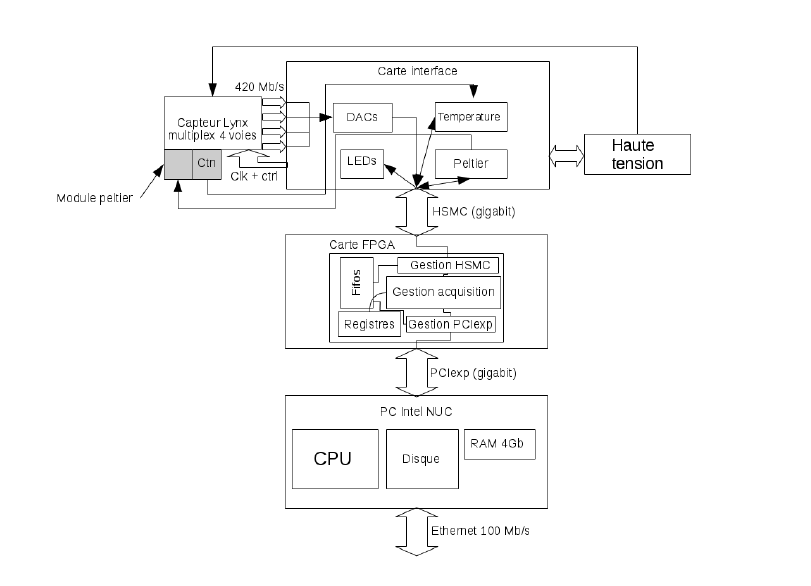 Carte interface
420 Mb/s
Capteur Lynx
multiplex 4 voies
DACs
Temperature
Haute
tension
LEDs
Peltier
Ctn
Clk + ctrl
Module peltier
HSMC (gigabit)
Carte FPGA
Gestion HSMC
Fifos
Gestion acquisition
Registres
Gestion PCIexp
PCIexp (gigabit)
PC Intel NUC
CPU
Disque
RAM 4Gb
Ethernet 100 Mb/s